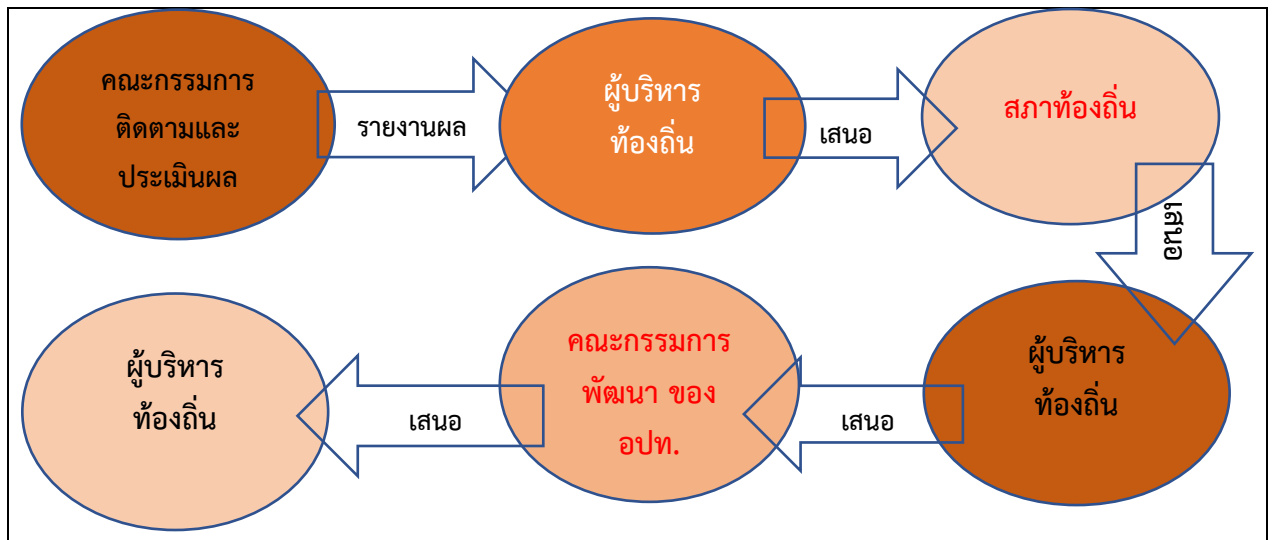 คณะกรรมการ
ติดตามและ
ประเมินผล
รายงานผล
ผู้บริหาร
ท้องถิ่น
เสนอ
สภาท้องถิ่น
เสนอ
ผู้บริหาร
ท้องถิ่น
เสนอ
คณะกรรมการ
พัฒนา ของ
อปท.
เสนอ
ผู้บริหาร
ท้องถิ่น